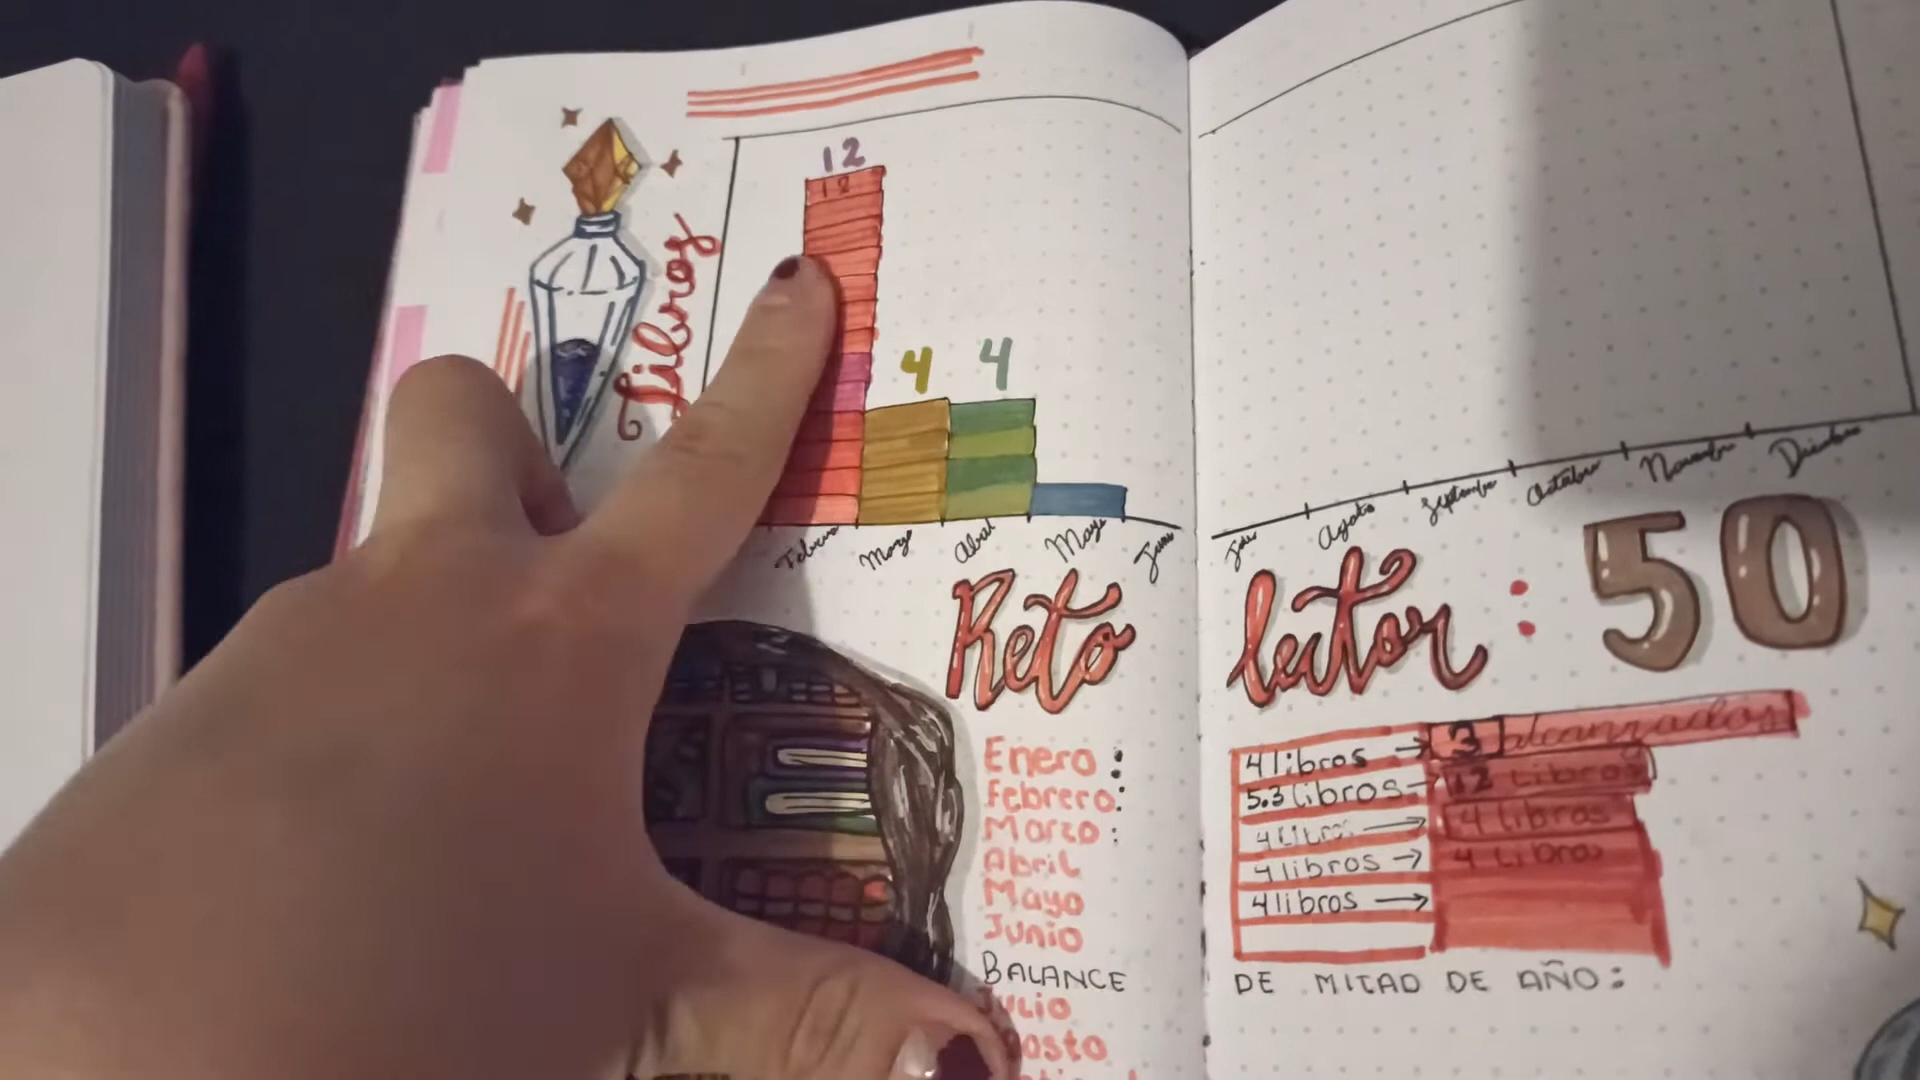 12
12
Libros
4 4
Febrero Marzo Abril Mayo Junio
Julio Agosto Septiembre Octubre Noviembre Diciembre
Reto lector : 50
Enero : 4 libros → 3 alcanzados
Febrero: 5.3 libros → 12 libros
Marzo : 4 libros → 4 libros
Abril 4 libros → 4 libros
Mayo 4 libros →
Junio
BALANCE DE MITAD DE AÑO:
Julio